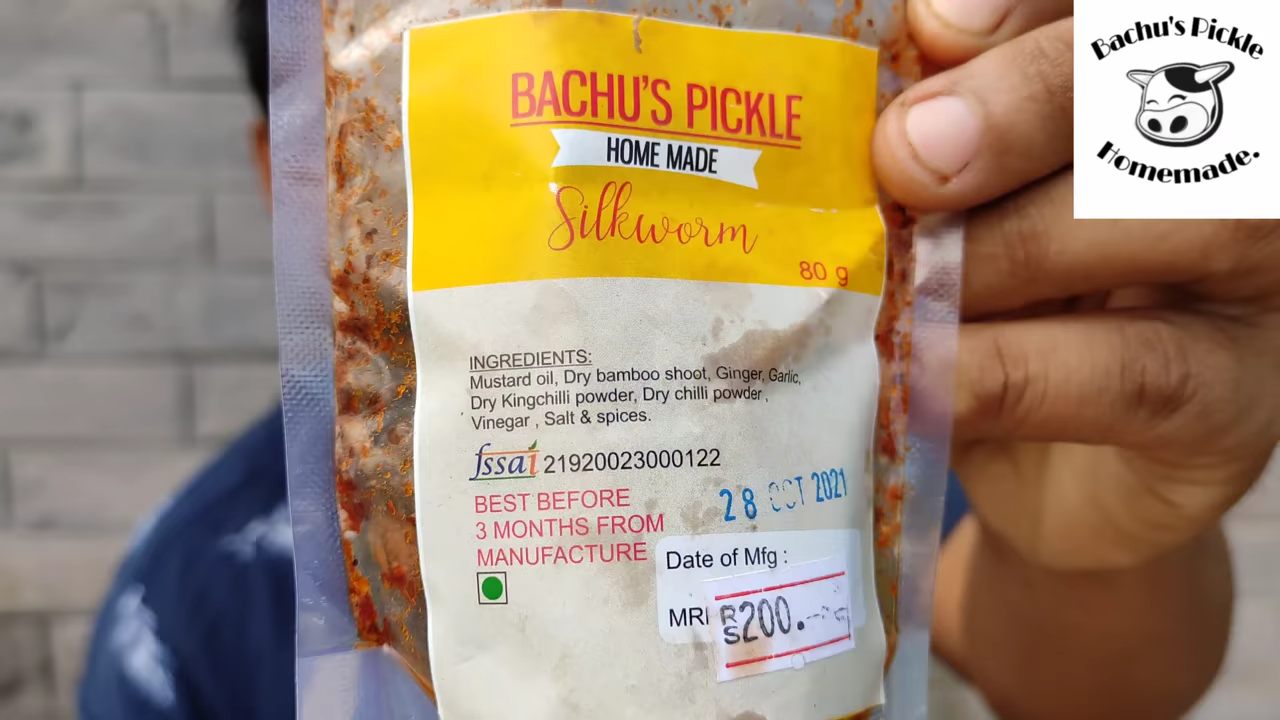 BACHU'S PICKLE
HOME MADE
Silkworm
80 g
INGREDIENTS:
Mustard oil, Dry bamboo shoot, Ginger, Garlic,
Dry Kingchilli powder, Dry chilli powder ,
Vinegar , Salt & spices.
fssai 21920023000122
BEST BEFORE
3 MONTHS FROM
MANUFACTURE
28 OCT 2021
Date of Mfg :
MRP
RS 200.
Bachu's Pickle
Homemade.